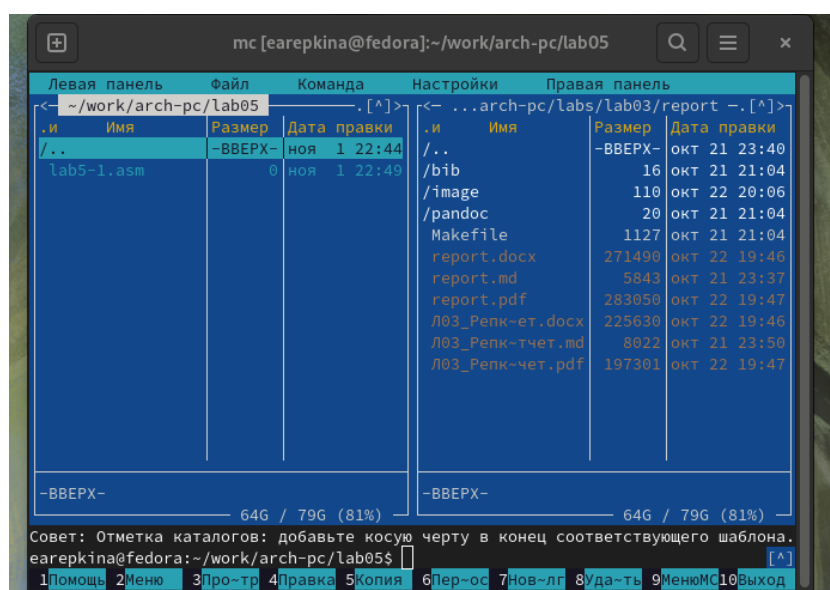 mc [earepkina@fedora]:~/work/arch-pc/lab05
Левая панель Файл Команда Настройки Правая панель
<— ~/work/arch-pc/lab05 .[^]>
.и Имя Размер Дата правки
/.. -ВВЕРХ- ноя 1 22:44
lab5-1.asm 0 ноя 1 22:49
-ВВЕРХ-
64G / 79G (81%)
<— ...arch-pc/labs/lab03/report —.[^]>
.и Имя Размер Дата правки
/.. -ВВЕРХ- окт 21 23:40
/bib 16 окт 21 21:04
/image 110 окт 22 20:06
/pandoc 20 окт 21 21:04
Makefile 1127 окт 21 21:04
report.docx 271490 окт 22 19:46
report.md 5843 окт 21 23:37
report.pdf 283050 окт 22 19:47
Л03_Репк~ет.docx 225630 окт 22 19:46
Л03_Репк~тчет.md 8022 окт 21 23:50
Л03_Репк~чет.pdf 197301 окт 22 19:47
-ВВЕРХ-
64G / 79G (81%)
Совет: Отметка каталогов: добавьте косую черту в конец соответствующего шаблона.
earepkina@fedora:~/work/arch-pc/lab05$ [^]
1Помощь 2Меню 3Про~тр 4Правка 5Копия 6Пер~ос 7Нов~лг 8Уда~ть 9МенюMC 10Выход